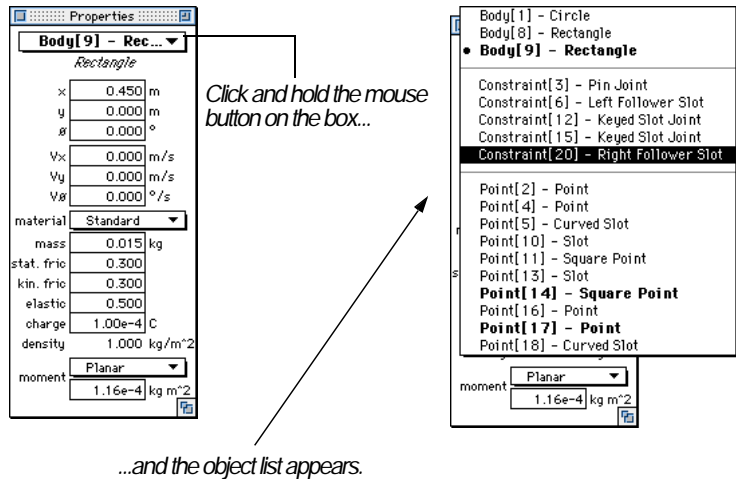 Properties
Body[9] - Rec...
Rectangle
x 0.450 m
y 0.000 m
ø 0.000 °
Vx 0.000 m/s
Vy 0.000 m/s
Vø 0.000 °/s
material Standard
mass 0.015 kg
stat. fric 0.300
kin. fric 0.300
elastic 0.500
charge 1.00e-4 C
density 1.000 kg/m^2
moment Planar
1.16e-4 kg m^2
Click and hold the mouse
button on the box...
Body[1] - Circle
Body[8] - Rectangle
• Body[9] - Rectangle
Constraint[3] - Pin Joint
Constraint[6] - Left Follower Slot
Constraint[12] - Keyed Slot Joint
Constraint[15] - Keyed Slot Joint
Constraint[20] - Right Follower Slot
Point[2] - Point
Point[4] - Point
Point[5] - Curved Slot
Point[10] - Slot
Point[11] - Square Point
Point[13] - Slot
Point[14] - Square Point
Point[16] - Point
Point[17] - Point
Point[18] - Curved Slot
moment Planar
1.16e-4 kg m^2
...and the object list appears.